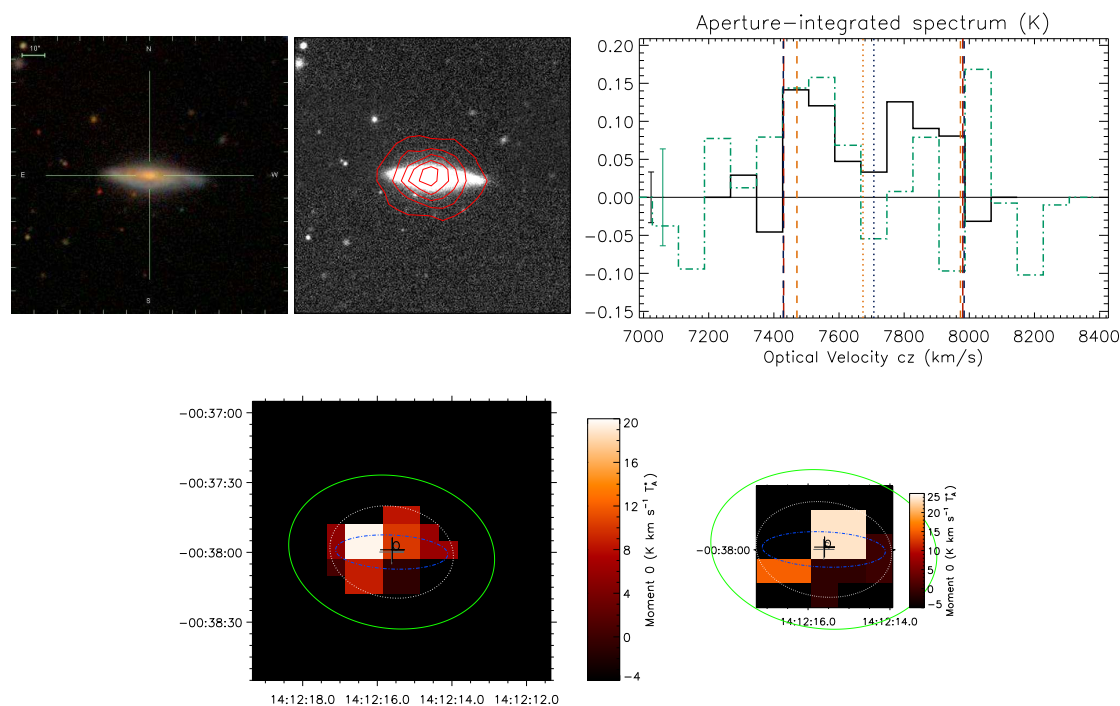 10"
N
E
W
S
Aperture-integrated spectrum (K)
0.20
0.15
0.10
0.05
0.00
-0.05
-0.10
-0.15
7000 7200 7400 7600 7800 8000 8200 8400
Optical Velocity cz (km/s)
-00:37:00
-00:37:30
-00:38:00
-00:38:30
14:12:18.0 14:12:16.0 14:12:14.0 14:12:12.0
20
16
12
8
4
0
-4
Moment 0 (K km s⁻¹ T*A)
-00:38:00
14:12:16.0 14:12:14.0
25
20
15
10
5
0
-5
Moment 0 (K km s⁻¹ T*A)